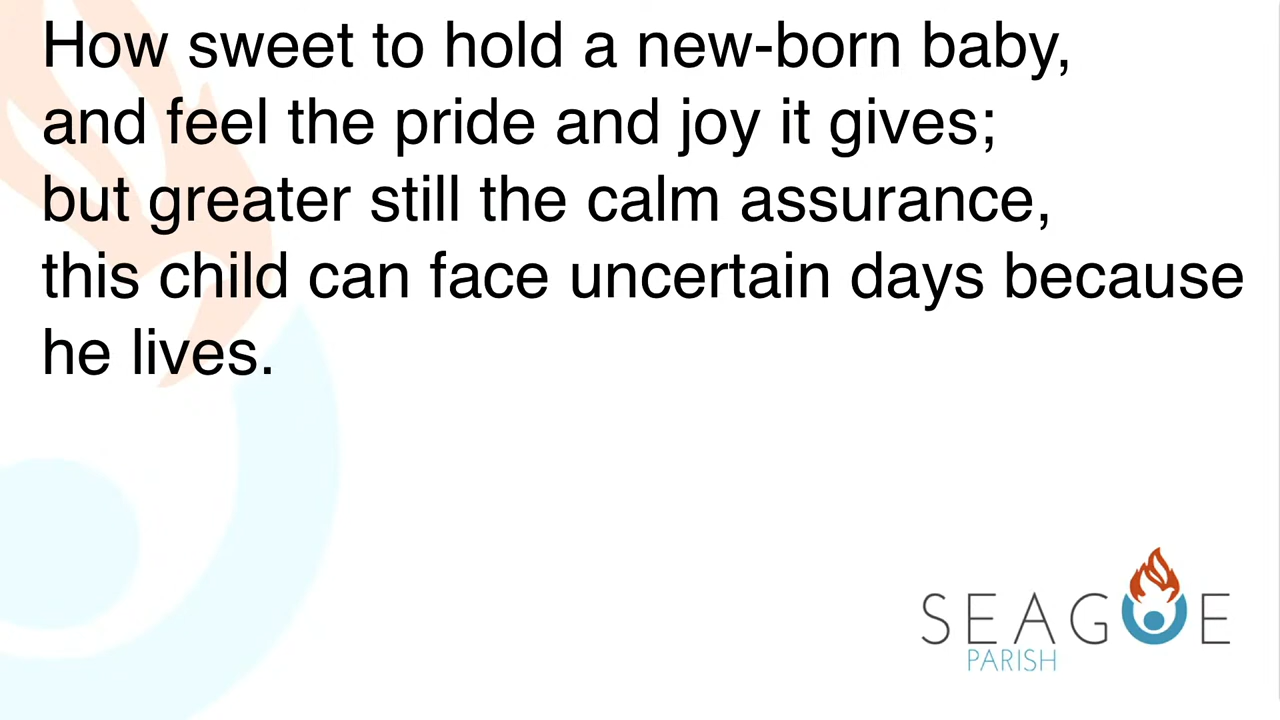 How sweet to hold a new-born baby,
and feel the pride and joy it gives;
but greater still the calm assurance,
this child can face uncertain days because
he lives.
SEAGOE
PARISH